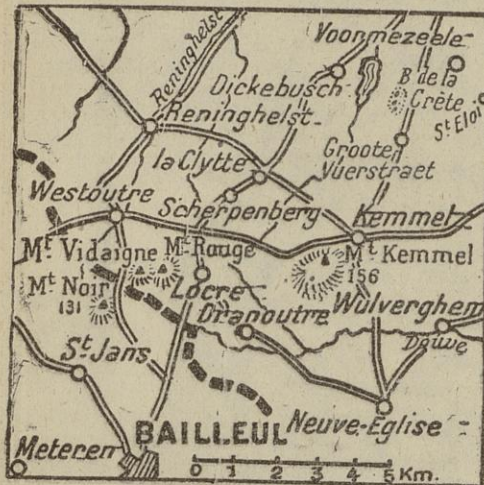 Voormezeele
Reninghelst
Dickebusch
B de la
Crête
St Eloi
Reninghelst
la Clytte
Groote
Vierstraet
Westoutre
Scherpenberg
Kemmel
Mt. Vidaigne
Mt. Rouge
Mt. Kemmel
156
Mt Noir
131
Locre
Dranoutre
Wulverghem
Douve
St Jans
BAILLEUL
Neuve-Eglise
Meteren
0 1 2 3 4 5 Km.